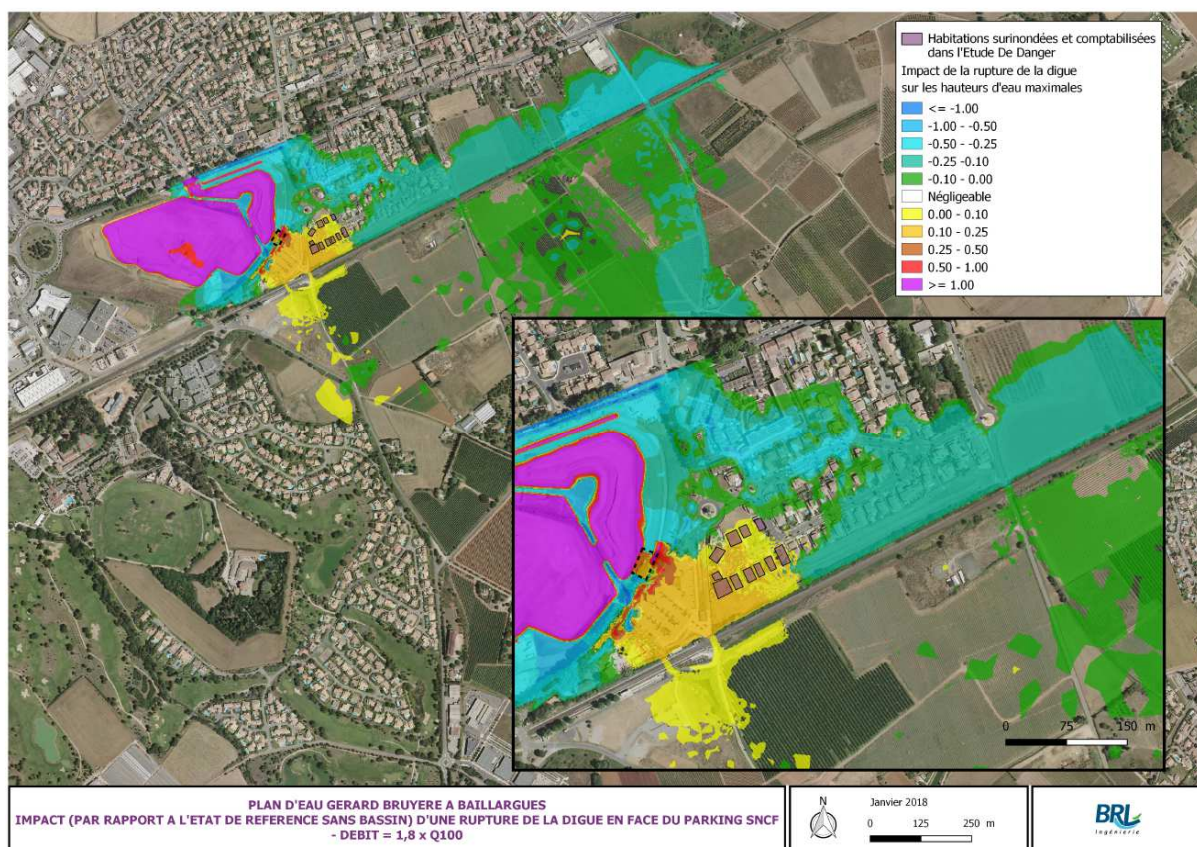 Habitations surinondées et comptabilisées
dans l'Etude De Danger
Impact de la rupture de la digue
sur les hauteurs d'eau maximales
<= -1.00
-1.00 - -0.50
-0.50 - -0.25
-0.25 -0.10
-0.10 - 0.00
Négligeable
0.00 - 0.10
0.10 - 0.25
0.25 - 0.50
0.50 - 1.00
>= 1.00
0 75 150 m
PLAN D'EAU GERARD BRUYERE A BAILLARGUES
IMPACT (PAR RAPPORT A L'ETAT DE REFERENCE SANS BASSIN) D'UNE RUPTURE DE LA DIGUE EN FACE DU PARKING SNCF
- DEBIT = 1,8 x Q100
N
Janvier 2018
0 125 250 m
BRL
Ingénierie